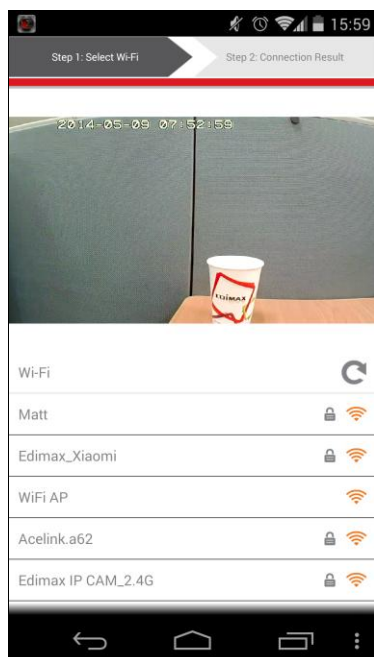 15:59
Step 1: Select Wi-Fi
Step 2: Connection Result
2014-05-09 07:52:59
EDIMAX
Wi-Fi
Matt
Edimax_Xiaomi
WiFi AP
Acelink.a62
Edimax IP CAM_2.4G